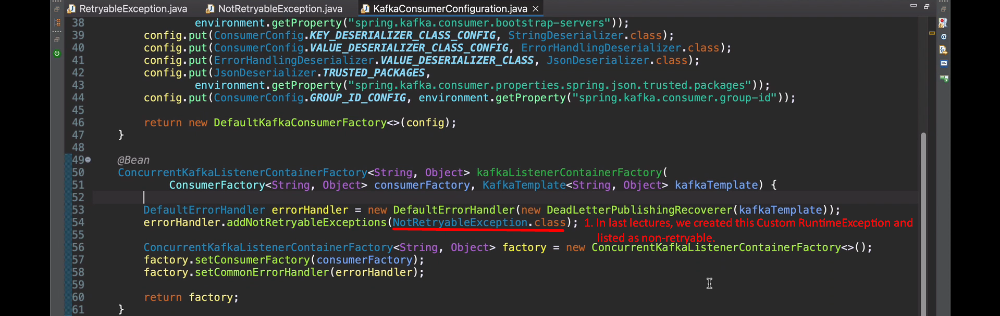 RetryableException.java NotRetryableException.java KafkaConsumerConfiguration.java
38 environment.getProperty("spring.kafka.consumer.bootstrap-servers"));
39 config.put(ConsumerConfig.KEY_DESERIALIZER_CLASS_CONFIG, StringDeserializer.class);
40 config.put(ConsumerConfig.VALUE_DESERIALIZER_CLASS_CONFIG, ErrorHandlingDeserializer.class);
41 config.put(ErrorHandlingDeserializer.VALUE_DESERIALIZER_CLASS, JsonDeserializer.class);
42 config.put(JsonDeserializer.TRUSTED_PACKAGES,
43 environment.getProperty("spring.kafka.consumer.properties.spring.json.trusted.packages"));
44 config.put(ConsumerConfig.GROUP_ID_CONFIG, environment.getProperty("spring.kafka.consumer.group-id"));
45
46 return new DefaultKafkaConsumerFactory<>(config);
47 }
48
49 @Bean
50 ConcurrentKafkaListenerContainerFactory<String, Object> kafkaListenerContainerFactory(
51 ConsumerFactory<String, Object> consumerFactory, KafkaTemplate<String, Object> kafkaTemplate) {
52
53 DefaultErrorHandler errorHandler = new DefaultErrorHandler(new DeadLetterPublishingRecoverer(kafkaTemplate));
54 errorHandler.addNotRetryableExceptions(NotRetryableException.class); 1. In last lectures, we created this Custom RuntimeException and
55 listed as non-retryable.
56 ConcurrentKafkaListenerContainerFactory<String, Object> factory = new ConcurrentKafkaListenerContainerFactory<>();
57 factory.setConsumerFactory(consumerFactory);
58 factory.setCommonErrorHandler(errorHandler);
59
60 return factory;
61 }